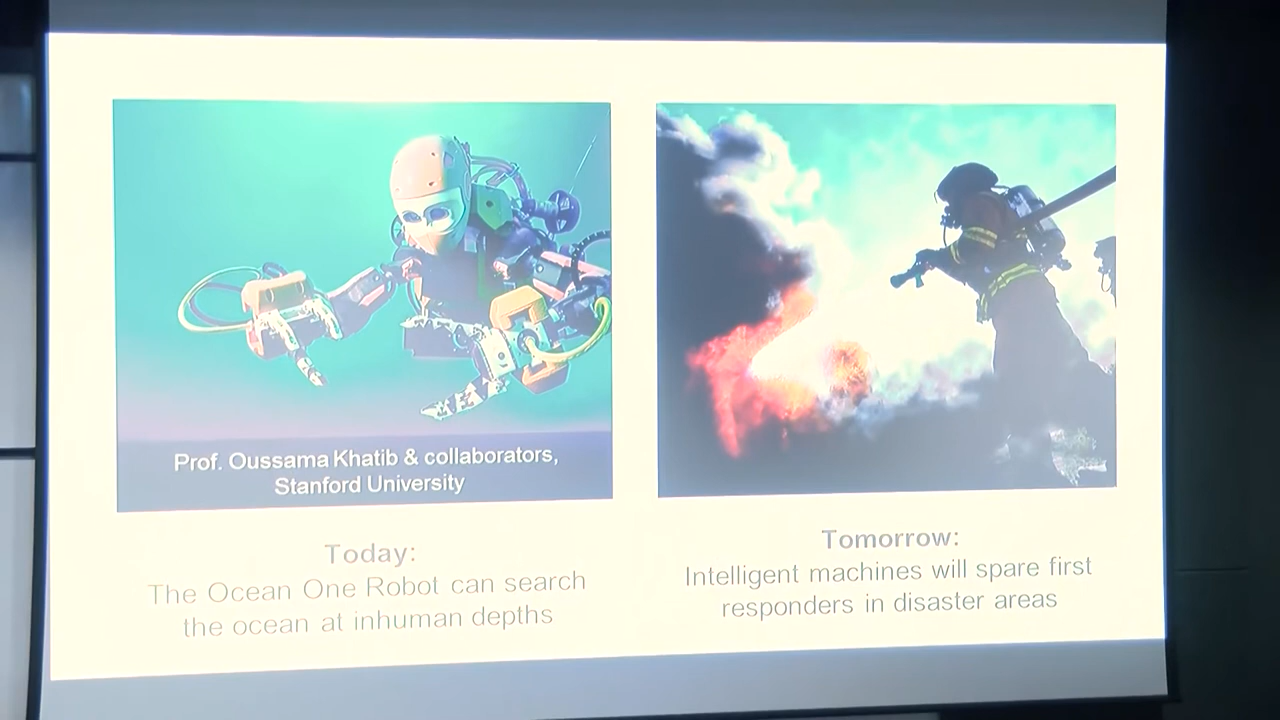 Prof. Oussama Khatib & collaborators,
Stanford University
Today:
The Ocean One Robot can search
the ocean at inhuman depths
Tomorrow:
Intelligent machines will spare first
responders in disaster areas